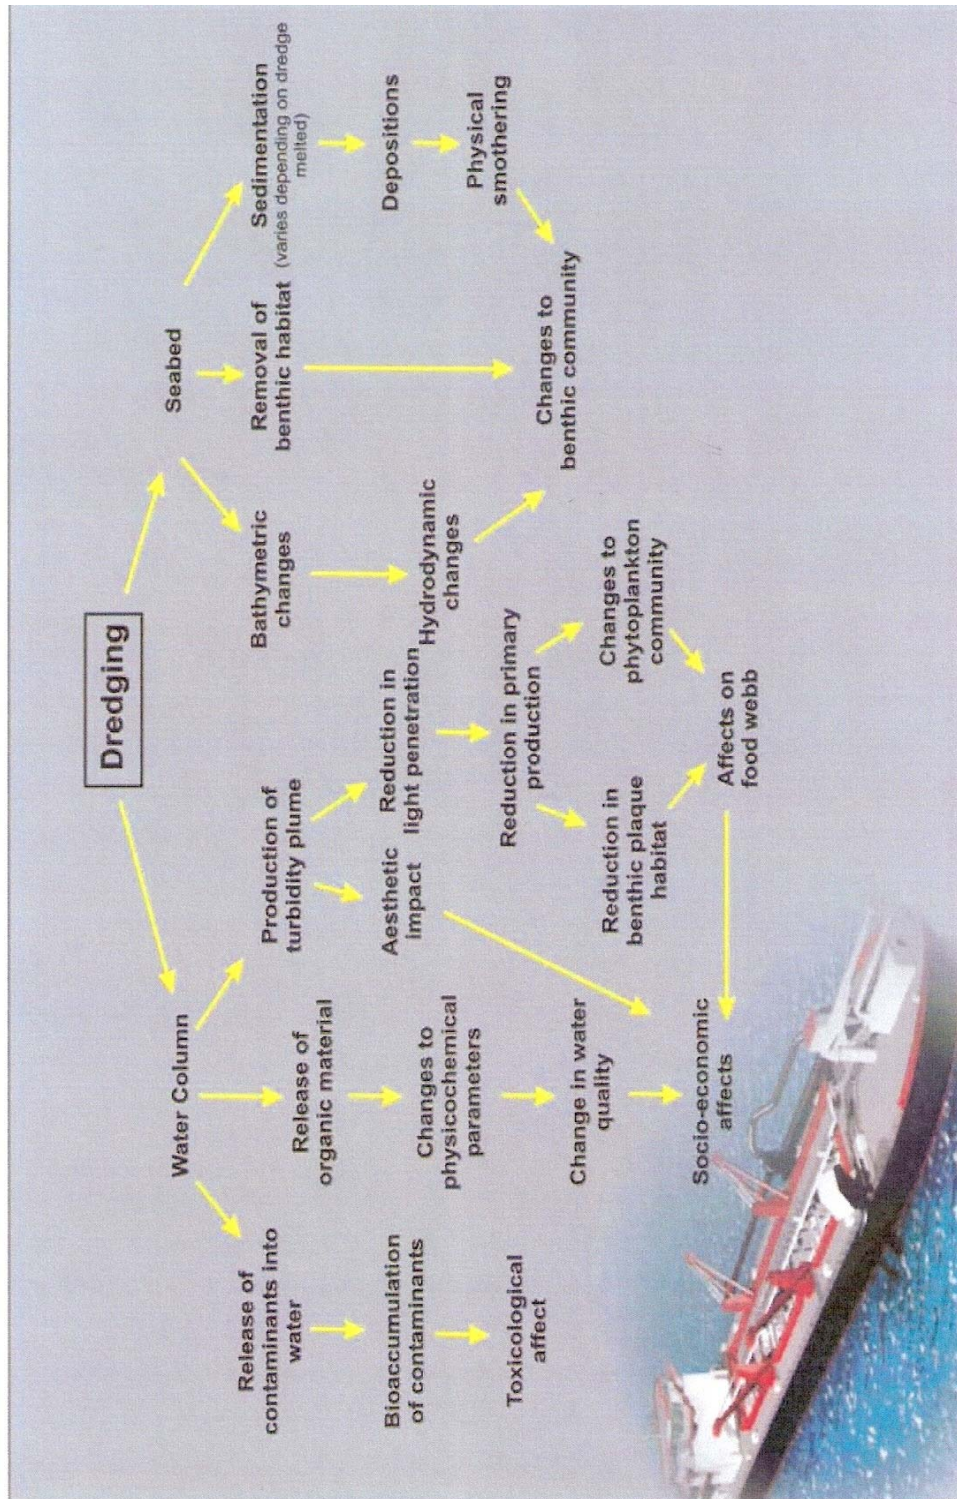 Dredging
Water Column
Seabed
Release of
contaminants into
water
Release of
organic material
Production of
turbidity plume
Bathymetric
changes
Removal of
benthic habitat
Sedimentation
(varies depending on dredge
melted)
Bioaccumulation
of contaminants
Changes to
physicochemical
parameters
Aesthetic
impact
Reduction in
light penetration
Hydrodynamic
changes
Depositions
Physical
smothering
Toxicological
affect
Change in water
quality
Reduction in primary
production
Changes to
benthic community
Reduction in
benthic plaque
habitat
Changes to
phytoplankton
community
Socio-economic
affects
Affects on
food webb